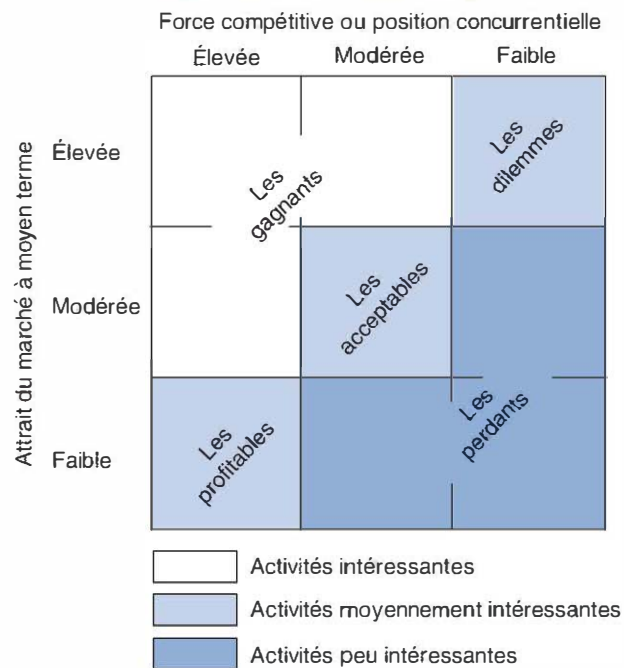 Force compétitive ou position concurrentielle
Élevée Modérée Faible
Attrait du marché à moyen terme
Élevée
Les
gagnants
Les
dilemmes
Modérée
Les
acceptables
Faible
Les
profitables
Les
perdants
Activités intéressantes
Activités moyennement intéressantes
Activités peu intéressantes